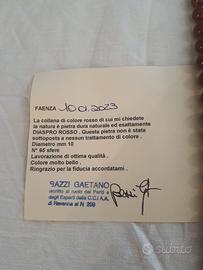 FAENZA 10 01 2023
La collana di colore rosso di cui mi chiedete
la natura è pietra dura naturale ed esattamente
DIASPRO ROSSO . Questa pietra non è stata
sottoposta a nessun trattamento di colore .
Diametro mm 10
N° 65 sfere
Lavorazione di ottima qualità .
Colore molto bello .
Ringrazio per la fiducia accordatami .
BAZZI GAETANO
iscritto al ruolo dei Periti e
degli Esperti dalla C.C.I.A.A.
di Ravenna al N 209
subito